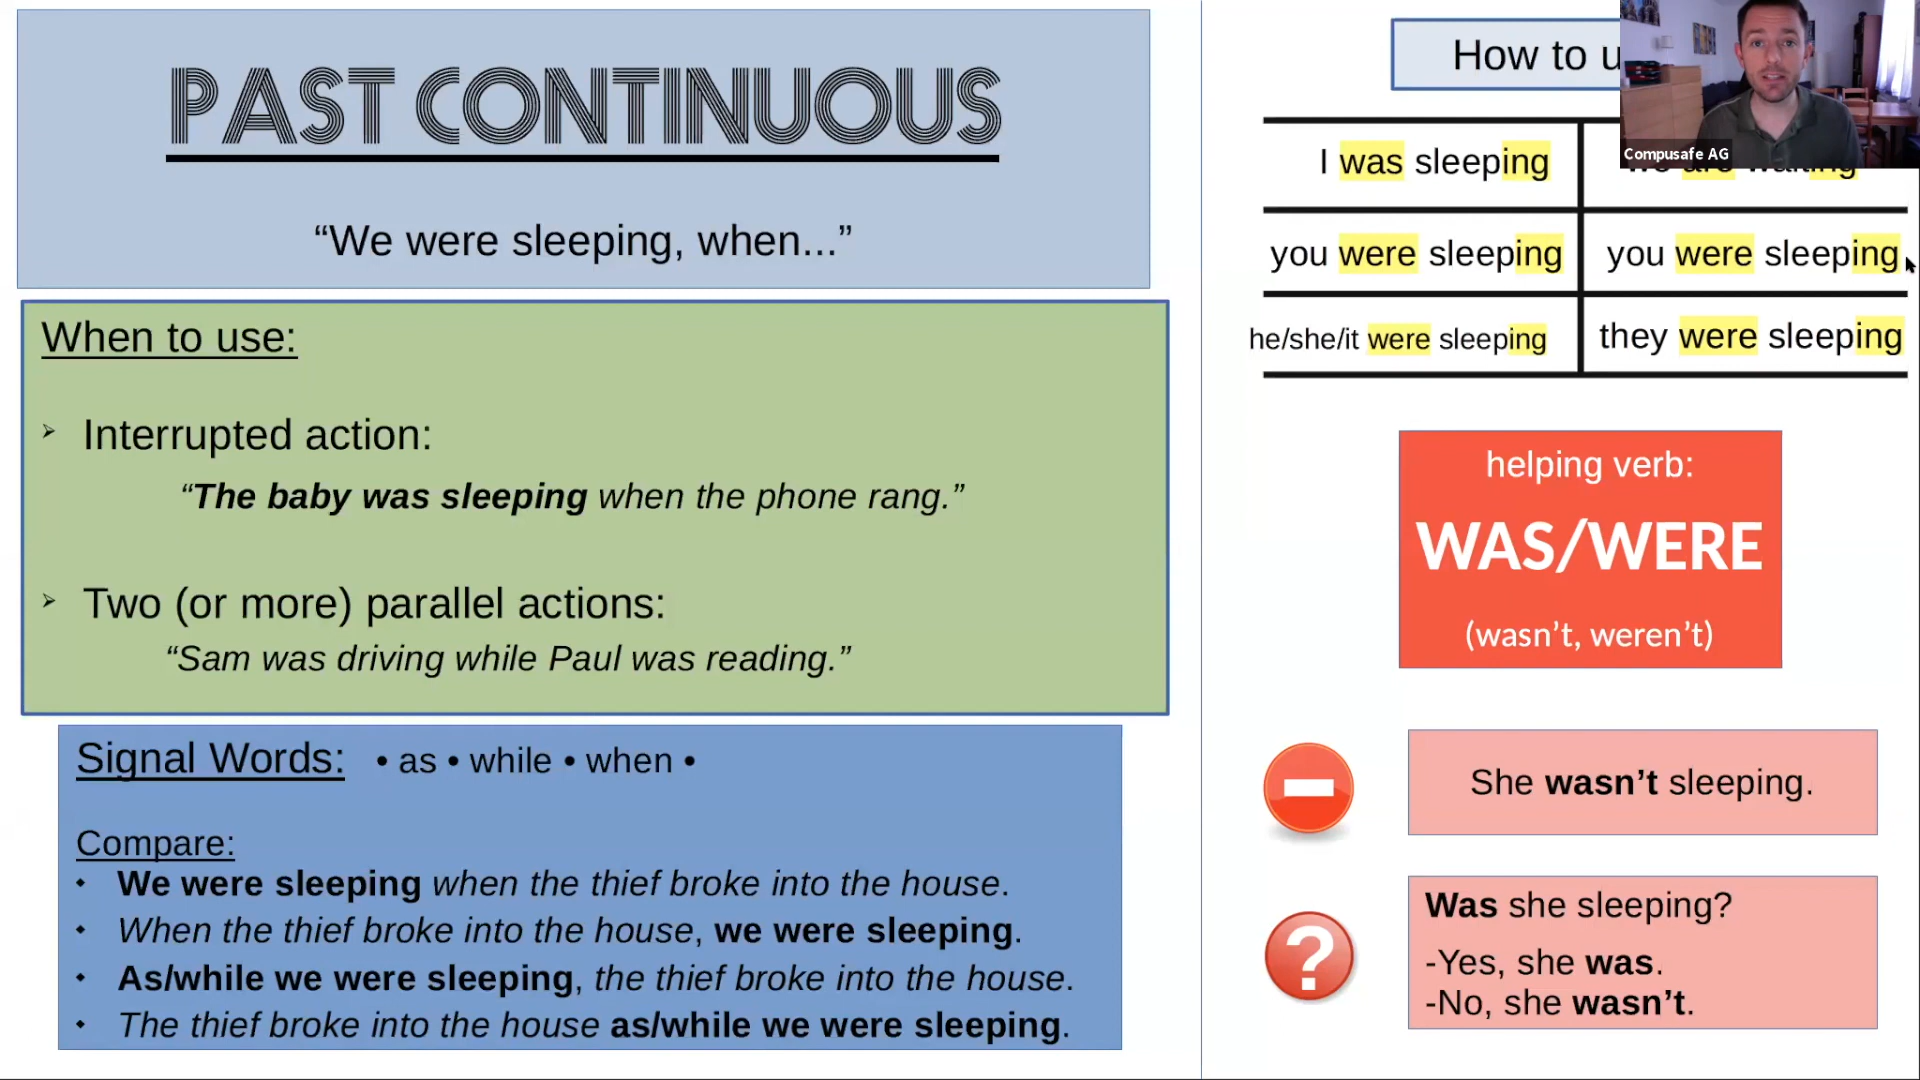 PAST CONTINUOUS
“We were sleeping, when...”
When to use:
Interrupted action:
“The baby was sleeping when the phone rang.”
Two (or more) parallel actions:
“Sam was driving while Paul was reading.”
Signal Words: • as • while • when •
Compare:
• We were sleeping when the thief broke into the house.
• When the thief broke into the house, we were sleeping.
• As/while we were sleeping, the thief broke into the house.
• The thief broke into the house as/while we were sleeping.
How to u
Compusafe AG
I was sleeping
we are waiting
you were sleeping
you were sleeping
he/she/it were sleeping
they were sleeping
helping verb:
WAS/WERE
(wasn’t, weren’t)
She wasn’t sleeping.
Was she sleeping?
-Yes, she was.
-No, she wasn’t.